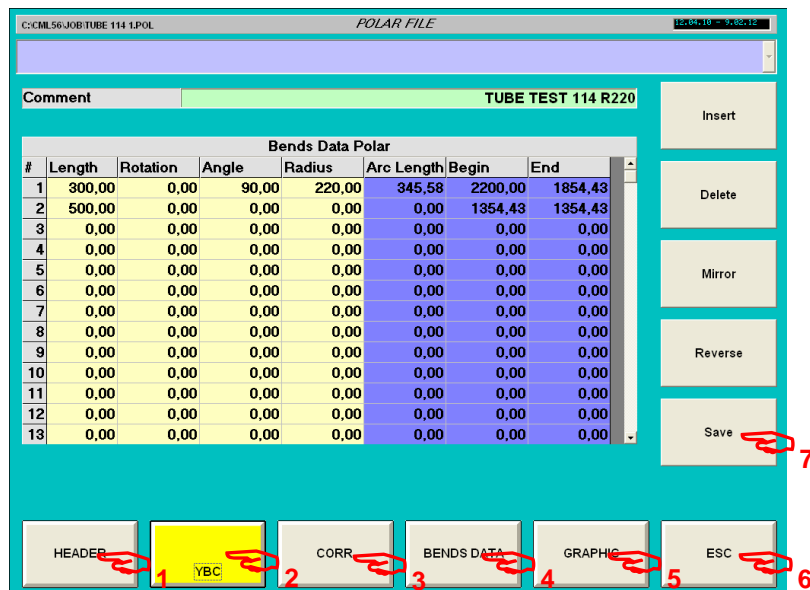 C:\CML56\JOB\TUBE 114 1.POL POLAR FILE 12.04.10 - 9.02.12
Comment TUBE TEST 114 R220
Insert
Bends Data Polar
# Length Rotation Angle Radius Arc Length Begin End
1 300,00 0,00 90,00 220,00 345,58 2200,00 1854,43
Delete
2 500,00 0,00 0,00 0,00 0,00 1354,43 1354,43
3 0,00 0,00 0,00 0,00 0,00 0,00 0,00
4 0,00 0,00 0,00 0,00 0,00 0,00 0,00
5 0,00 0,00 0,00 0,00 0,00 0,00 0,00
Mirror
6 0,00 0,00 0,00 0,00 0,00 0,00 0,00
7 0,00 0,00 0,00 0,00 0,00 0,00 0,00
8 0,00 0,00 0,00 0,00 0,00 0,00 0,00
9 0,00 0,00 0,00 0,00 0,00 0,00 0,00
Reverse
10 0,00 0,00 0,00 0,00 0,00 0,00 0,00
11 0,00 0,00 0,00 0,00 0,00 0,00 0,00
12 0,00 0,00 0,00 0,00 0,00 0,00 0,00
13 0,00 0,00 0,00 0,00 0,00 0,00 0,00
Save 7
HEADER 1 YBC 2 CORR. 3 BENDS DATA 4 GRAPHIC 5 ESC 6